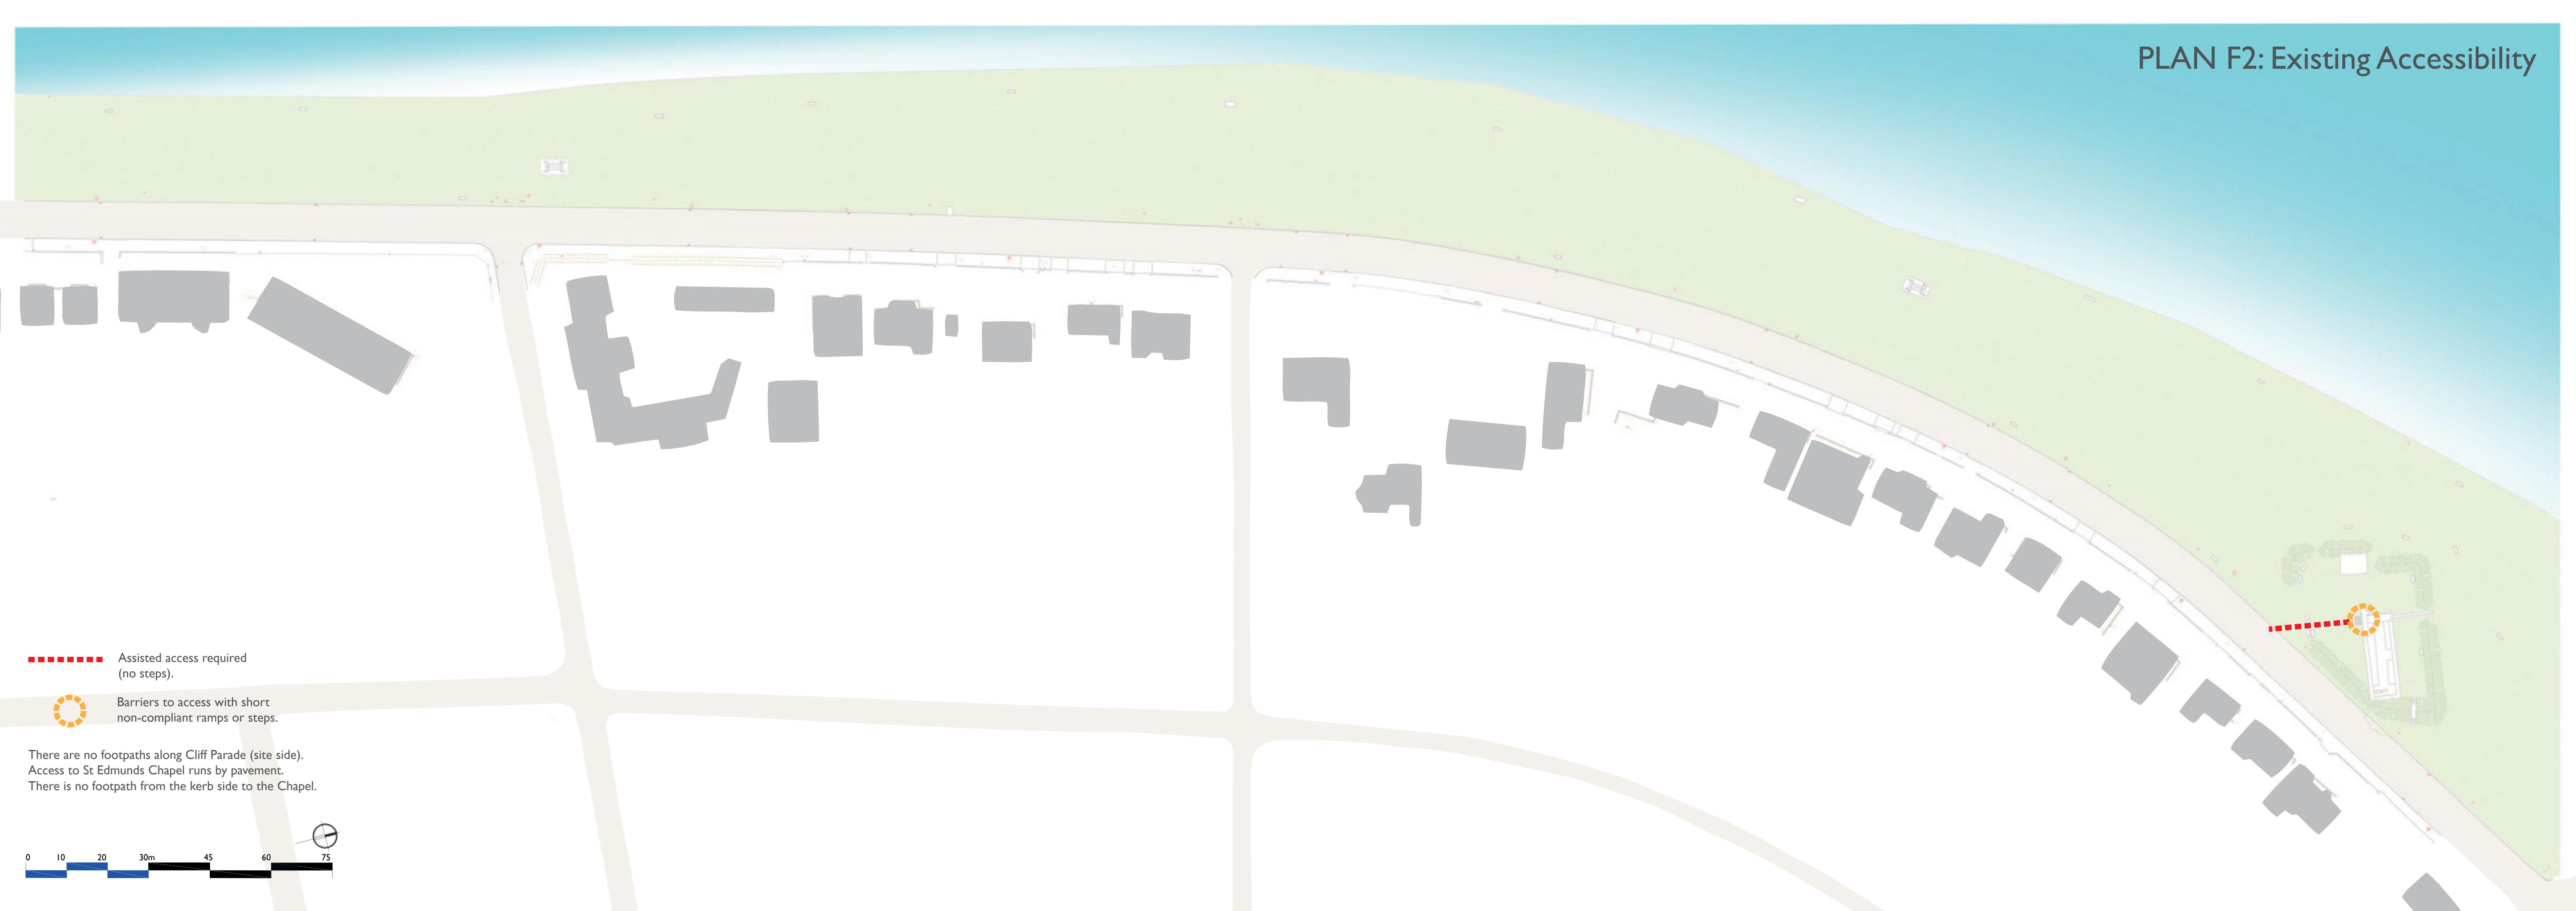 PLAN F2: Existing Accessibility
Assisted access required
(no steps).
Barriers to access with short
non-compliant ramps or steps.
There are no footpaths along Cliff Parade (site side).
Access to St Edmunds Chapel runs by pavement.
There is no footpath from the kerb side to the Chapel.
0 10 20 30m 45 60 75